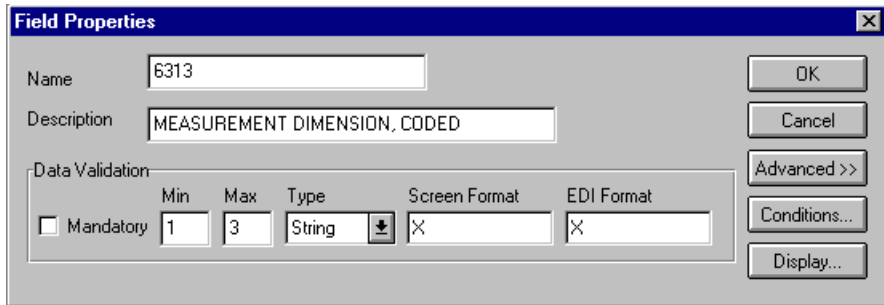 Field Properties
Name 6313 OK
Description MEASUREMENT DIMENSION, CODED Cancel
Data Validation Advanced >>
Min Max Type Screen Format EDI Format
Mandatory 1 3 String X X Conditions...
Display...